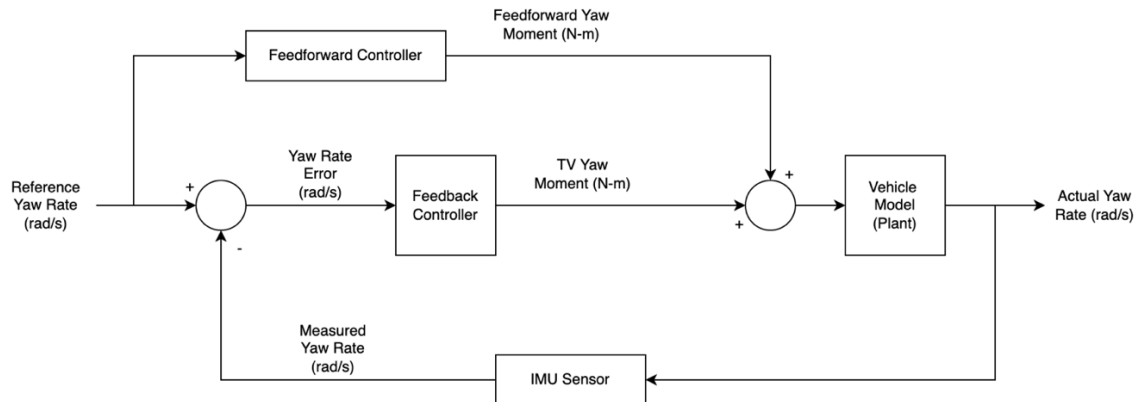 Feedforward Yaw
Moment (N-m)
Feedforward Controller
Reference
Yaw Rate
(rad/s)
+
-
Yaw Rate
Error
(rad/s)
Feedback
Controller
TV Yaw
Moment (N-m)
+
+
Vehicle
Model
(Plant)
Actual Yaw
Rate (rad/s)
Measured
Yaw Rate
(rad/s)
IMU Sensor